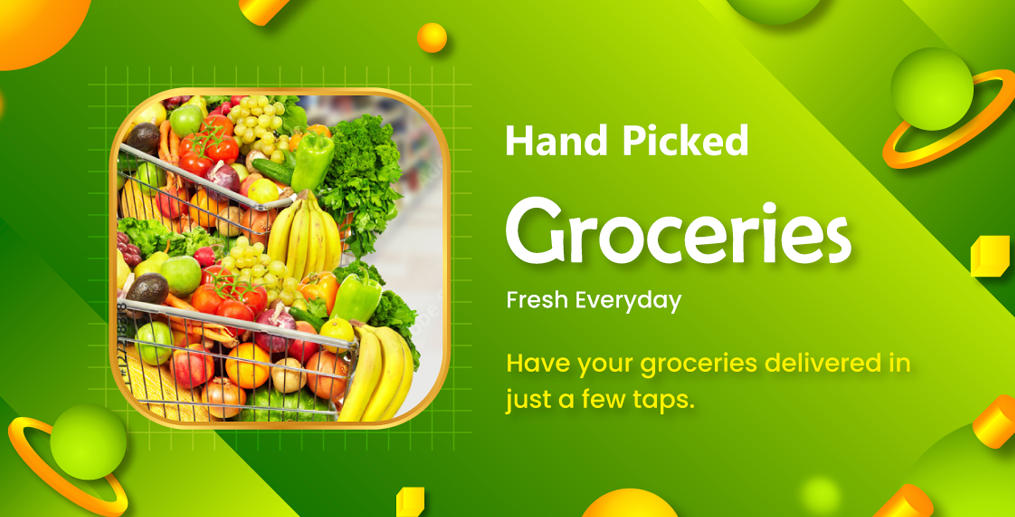 Hand Picked
Groceries
Fresh Everyday
Have your groceries delivered in
just a few taps.